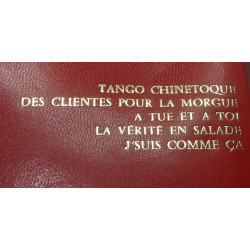 TANGO CHINETOQUE
DES CLIENTES POUR LA MORGUE
A TUE ET A TOI
LA VÉRITÉ EN SALADE
J'SUIS COMME ÇA